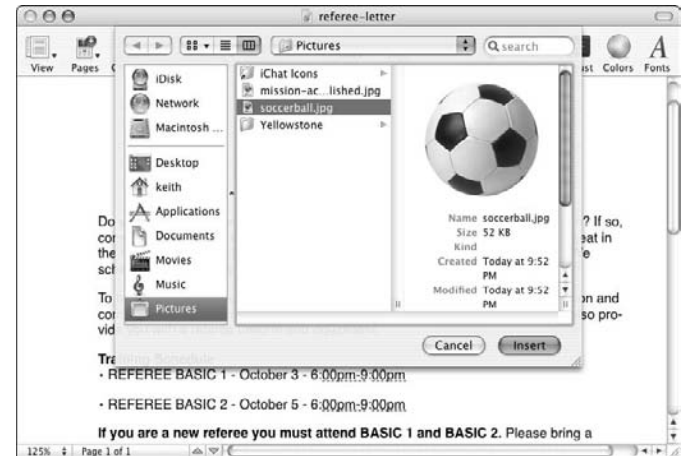 referee-letter
View Pages
Pictures
search
Colors Fonts
iDisk
Network
Macintosh ...
Desktop
keith
Applications
Documents
Movies
Music
Pictures
iChat Icons
mission-ac...lished.jpg
soccerball.jpg
Yellowstone
Name soccerball.jpg
Size 52 KB
Kind
Created Today at 9:52
PM
Modified Today at 9:52
PM
Cancel Insert
? If so,
eat in
the
To on and
so pro-
Training Schedule
• REFEREE BASIC 1 - October 3 - 6:00pm-9:00pm
• REFEREE BASIC 2 - October 5 - 6:00pm-9:00pm
If you are a new referee you must attend BASIC 1 and BASIC 2. Please bring a
125% Page 1 of 1